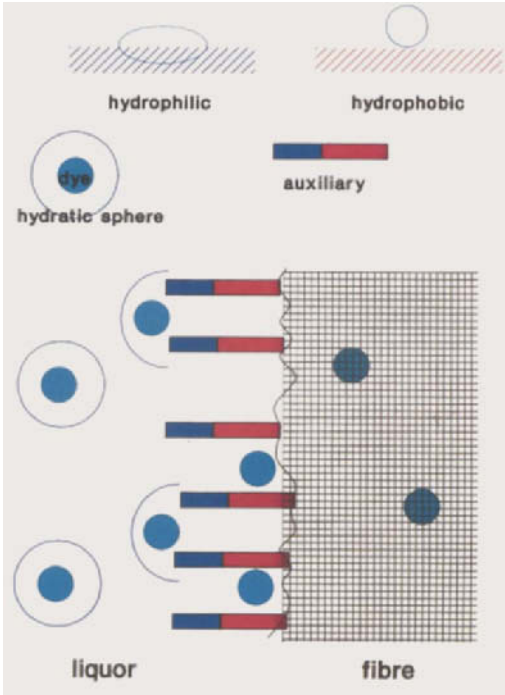 hydrophilic
hydrophobic
dye
hydratic sphere
auxiliary
liquor
fibre